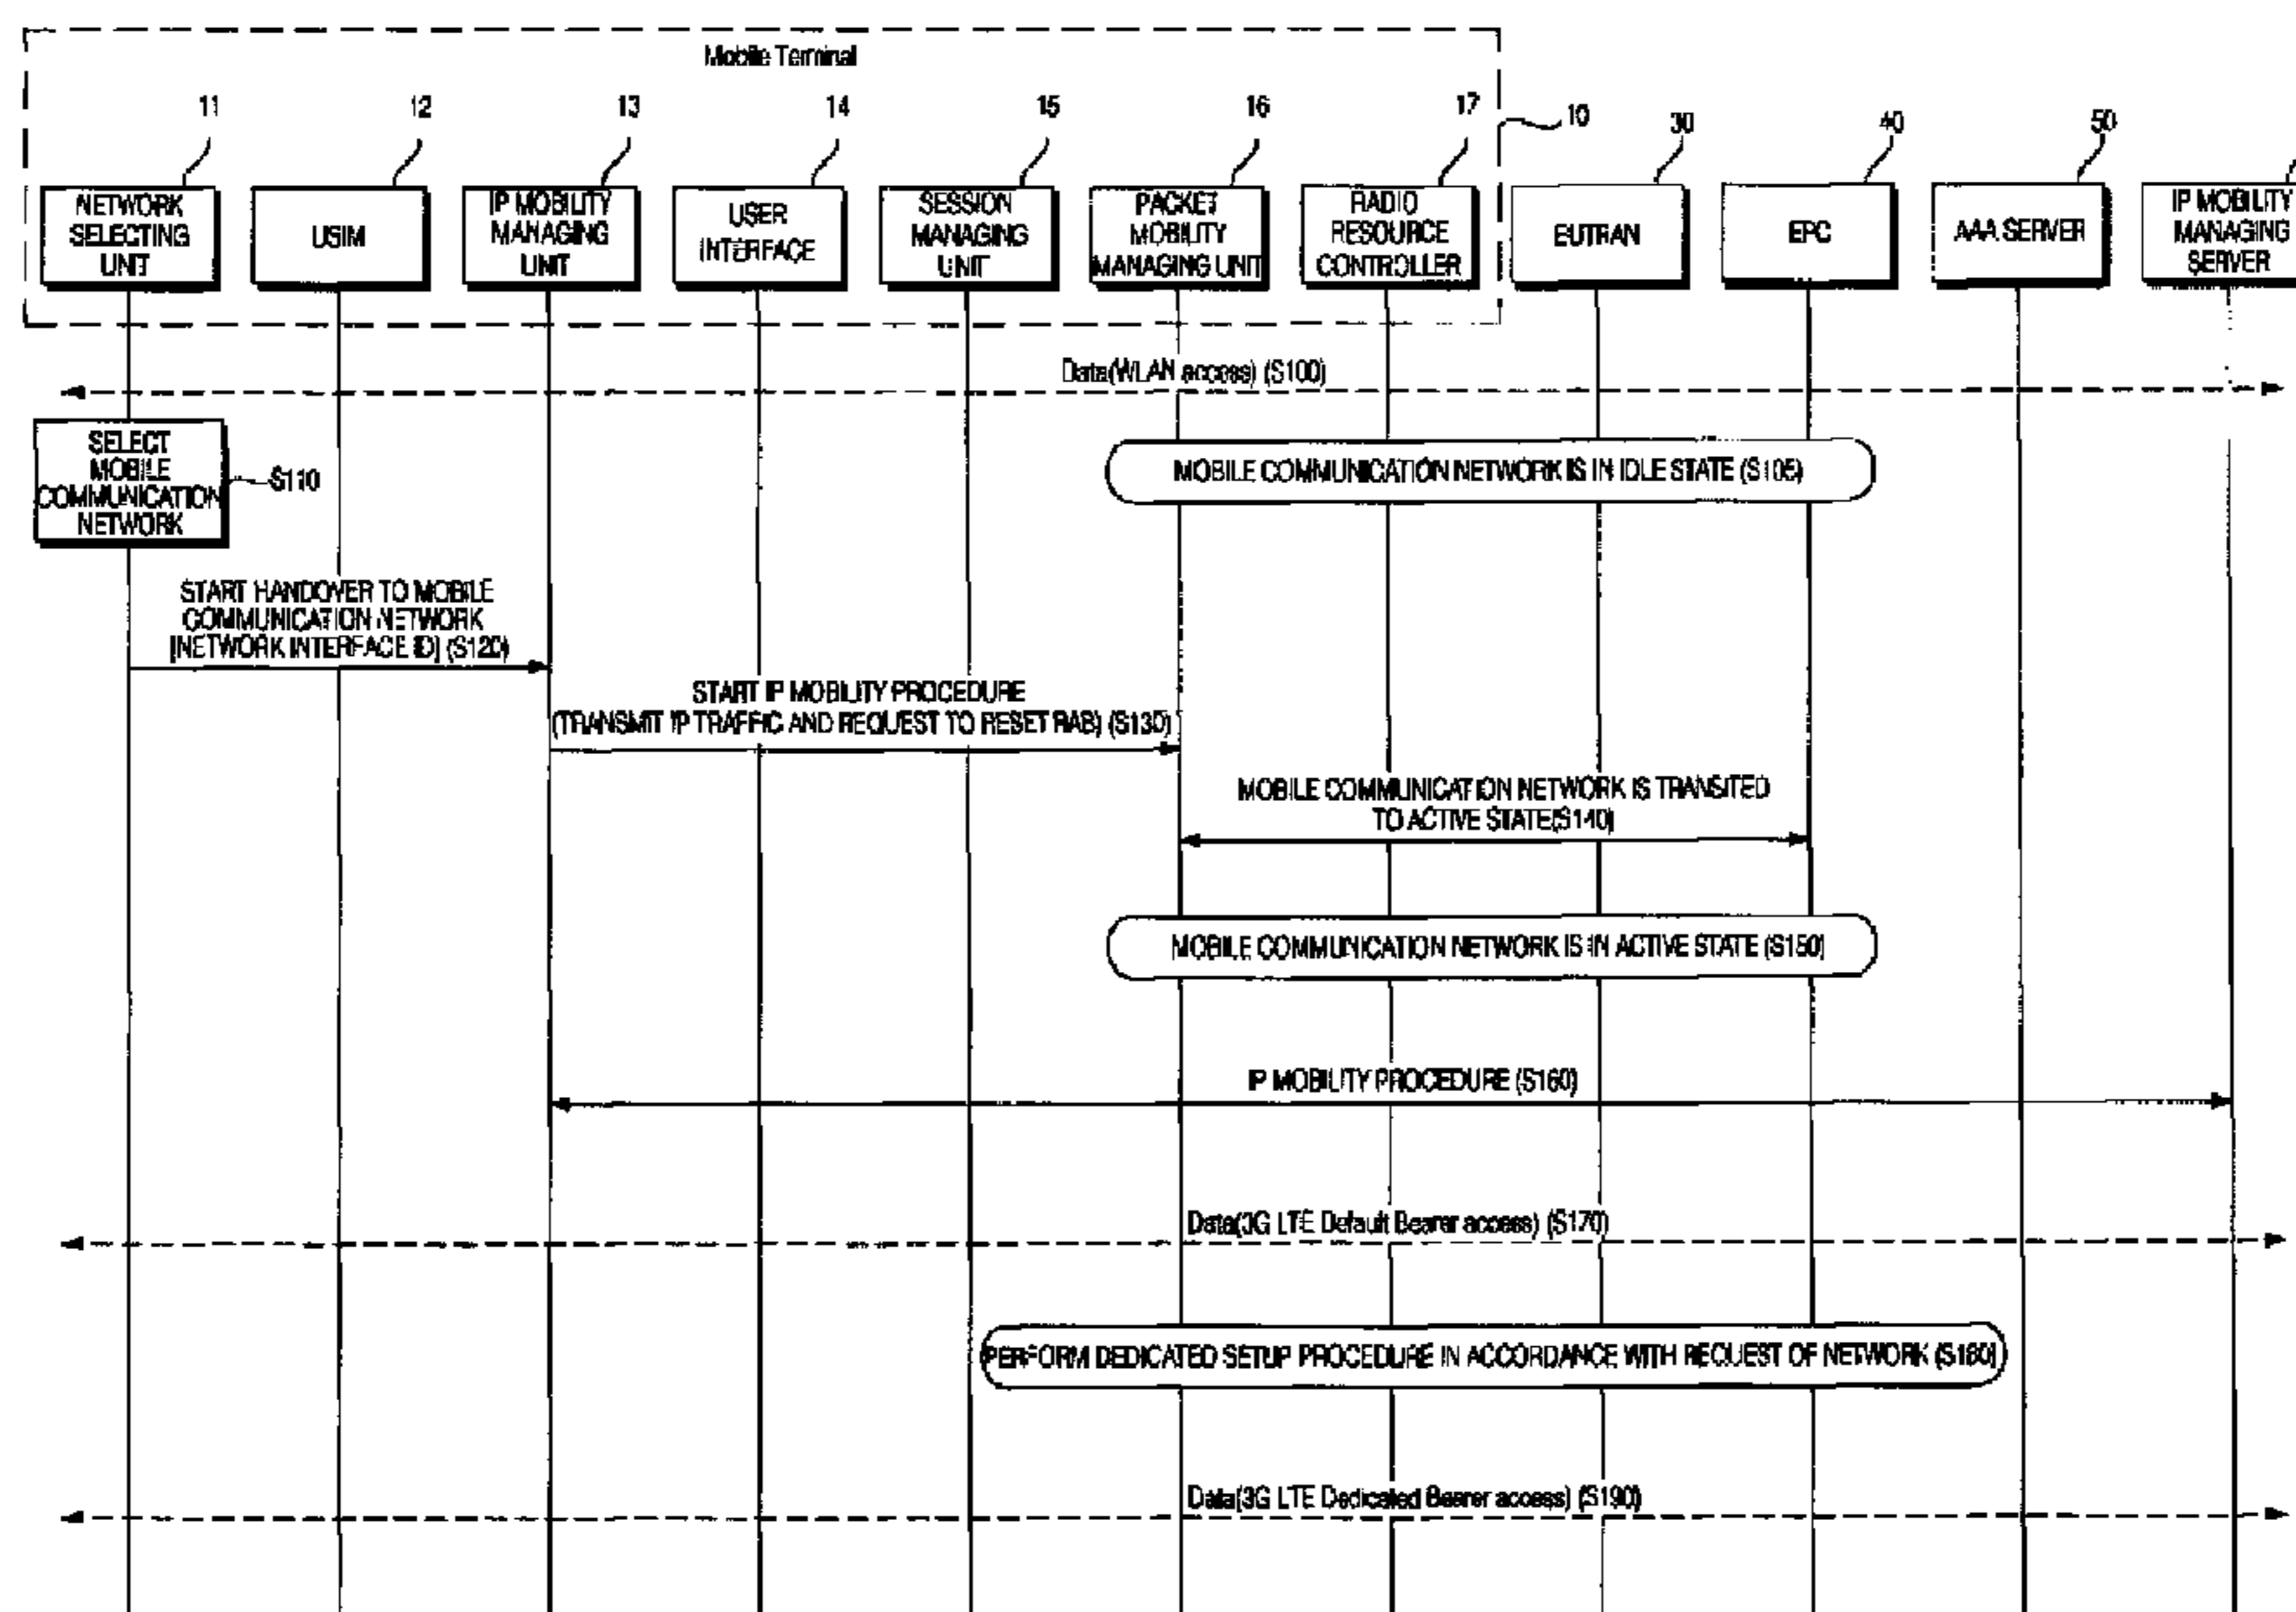 Mobile Terminal
11
12
13
14
15
16
17
10
30
40
50
NETWORK
SELECTING
UNIT
USIM
IP MOBILITY
MANAGING
UNIT
USER
INTERFACE
SESSION
MANAGING
UNIT
PACKET
MOBILITY
MANAGING UNIT
RADIO
RESOURCE
CONTROLLER
EUTRAN
EPC
AAA SERVER
IP MOBILITY
MANAGING
SERVER
Data(WLAN access) (S100)
SELECT
MOBILE
COMMUNICATION
NETWORK
S110
MOBILE COMMUNICATION NETWORK IS IN IDLE STATE (S105)
START HANDOVER TO MOBILE
COMMUNICATION NETWORK
[NETWORK INTERFACE ID] (S120)
START IP MOBILITY PROCEDURE
(TRANSMIT IP TRAFFIC AND REQUEST TO RESET RAB) (S130)
MOBILE COMMUNICATION NETWORK IS TRANSITED
TO ACTIVE STATE(S140)
MOBILE COMMUNICATION NETWORK IS IN ACTIVE STATE (S150)
IP MOBILITY PROCEDURE (S160)
Data(3G LTE Default Bearer access) (S170)
PERFORM DEDICATED SETUP PROCEDURE IN ACCORDANCE WITH REQUEST OF NETWORK (S180)
Data(3G LTE Dedicated Bearer access) (S190)